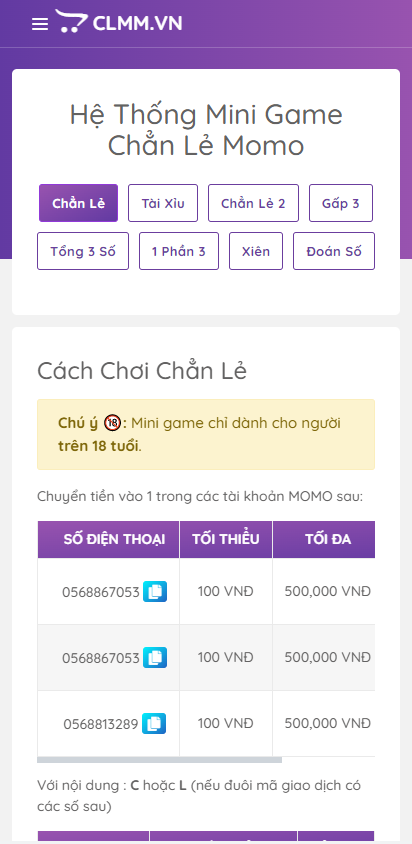 CLMM.VN
Hệ Thống Mini Game
Chẵn Lẻ Momo
Chẵn Lẻ
Tài Xỉu
Chẵn Lẻ 2
Gấp 3
Tổng 3 Số
1 Phần 3
Xiên
Đoán Số
Cách Chơi Chẵn Lẻ
Chú ý 18: Mini game chỉ dành cho người
trên 18 tuổi.
Chuyển tiền vào 1 trong các tài khoản MOMO sau:
SỐ ĐIỆN THOẠI TỐI THIỂU TỐI ĐA
0568867053 100 VNĐ 500,000 VNĐ
0568867053 100 VNĐ 500,000 VNĐ
0568813289 100 VNĐ 500,000 VNĐ
Với nội dung : C hoặc L (nếu đuôi mã giao dịch có
các số sau)